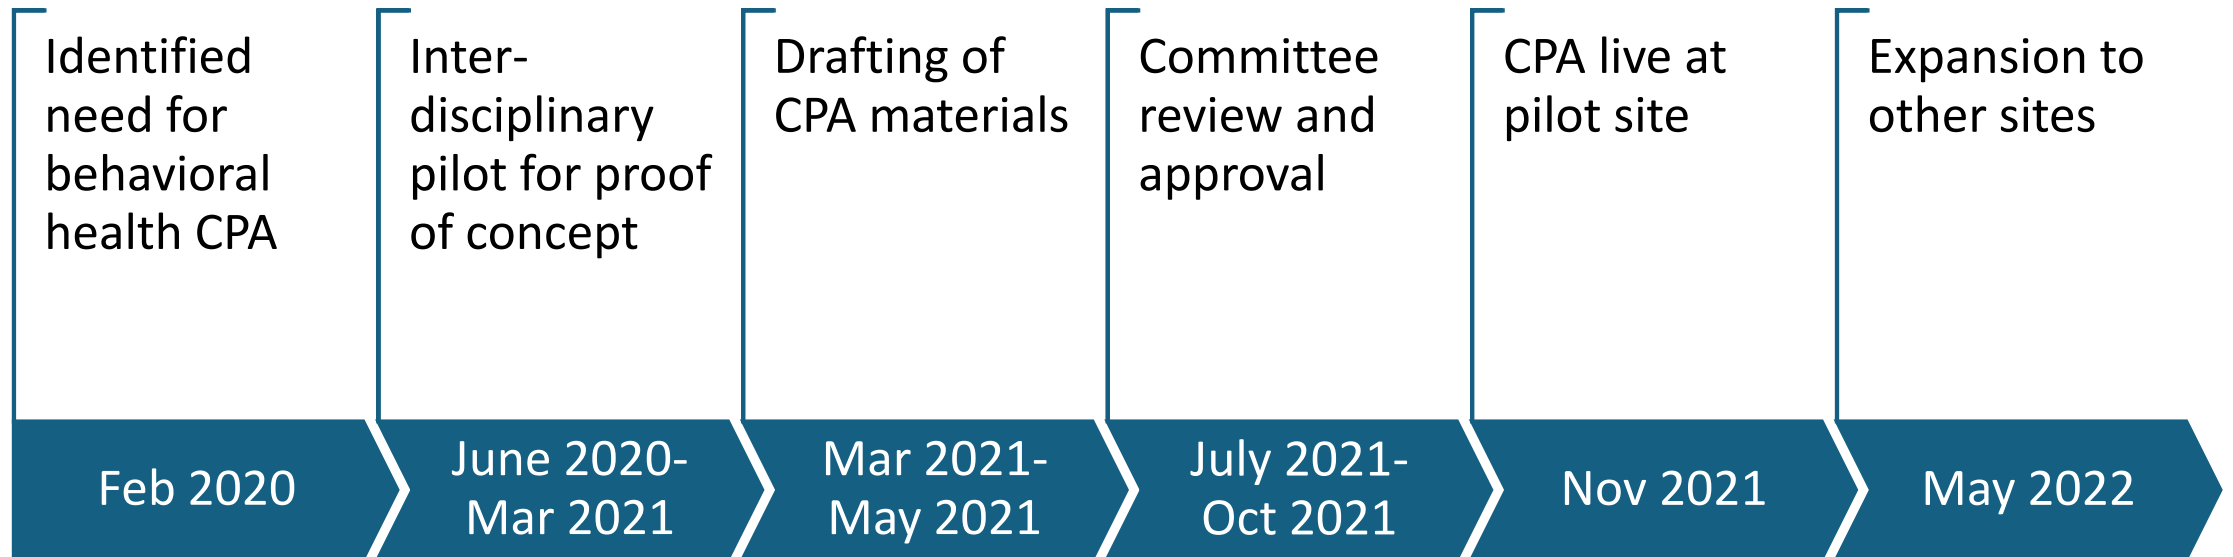 Identified
need for
behavioral
health CPA
Inter-
disciplinary
pilot for proof
of concept
Drafting of
CPA materials
Committee
review and
approval
CPA live at
pilot site
Expansion to
other sites
Feb 2020
June 2020-
Mar 2021
Mar 2021-
May 2021
July 2021-
Oct 2021
Nov 2021
May 2022